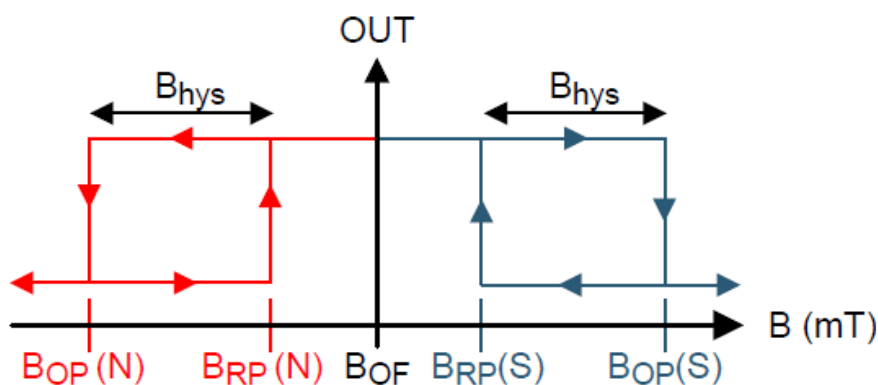 OUT
Bhys
Bhys
B (mT)
BOP (N)
BRP (N)
BOF
BRP(S)
BOP(S)